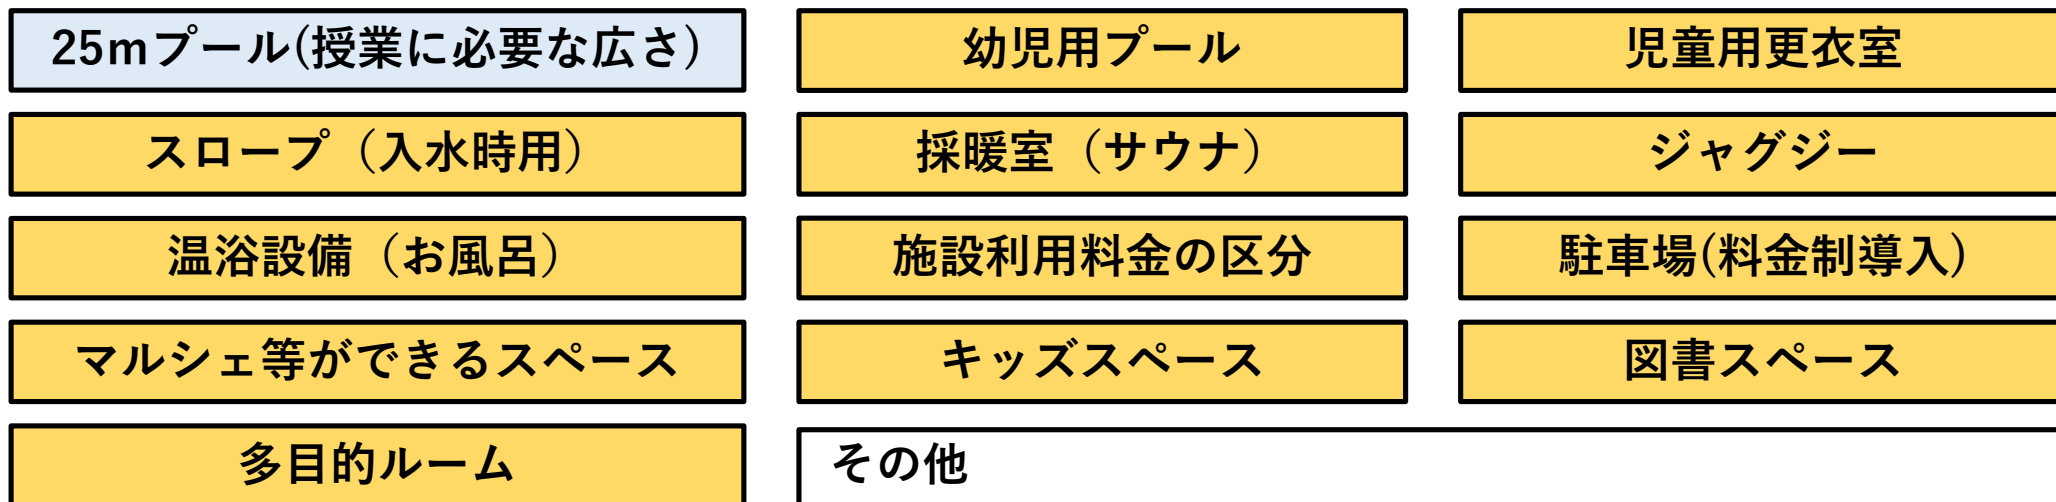 25mプール(授業に必要な広さ)
幼児用プール
児童用更衣室
スロープ（入水時用）
採暖室（サウナ）
ジャグジー
温浴設備（お風呂）
施設利用料金の区分
駐車場(料金制導入)
マルシェ等ができるスペース
キッズスペース
図書スペース
多目的ルーム
その他